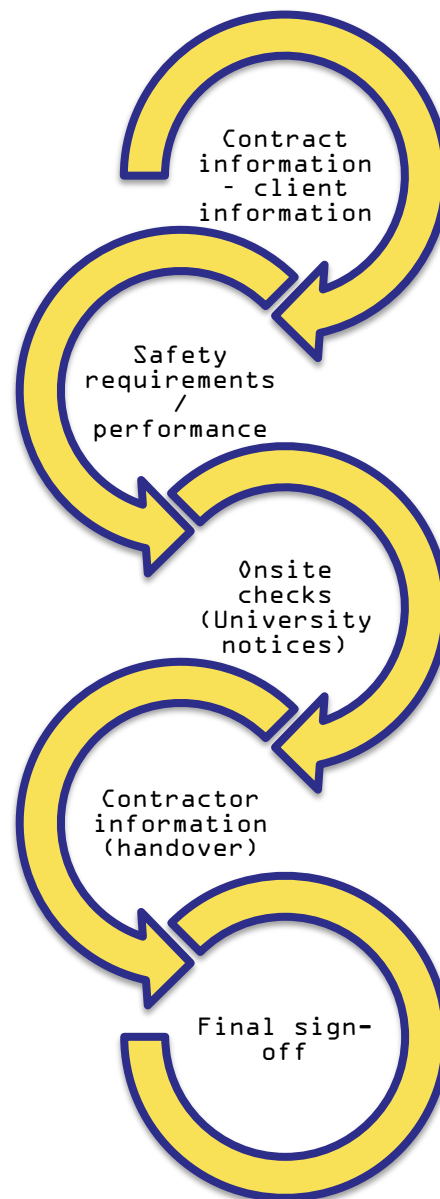 Contract
information
- client
information
Safety
requirements
/
performance
Onsite
checks
(University
notices)
Contractor
information
(handover)
Final sign-
off